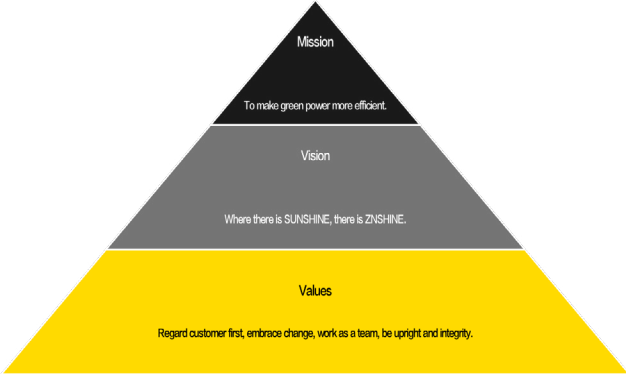 Mission
To make green power more efficient.
Vision
Where there is SUNSHINE, there is ZNSHINE.
Values
Regard customer first, embrace change, work as a team, be upright and integrity.